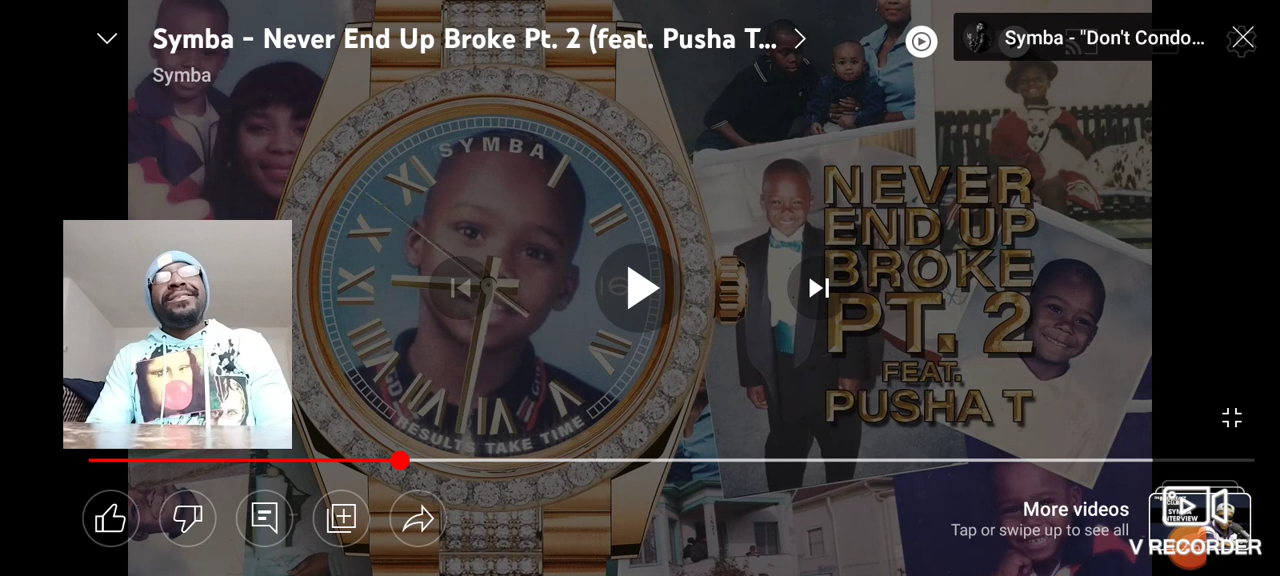 Symba - Never End Up Broke Pt. 2 (feat. Pusha T...
Symba
Symba - "Don't Condo...
SYMBA
RESULTS TAKE TIME
NEVER
END UP
BROKE
PT. 2
FEAT.
PUSHA T
More videos
Tap or swipe up to see all
V RECORDER